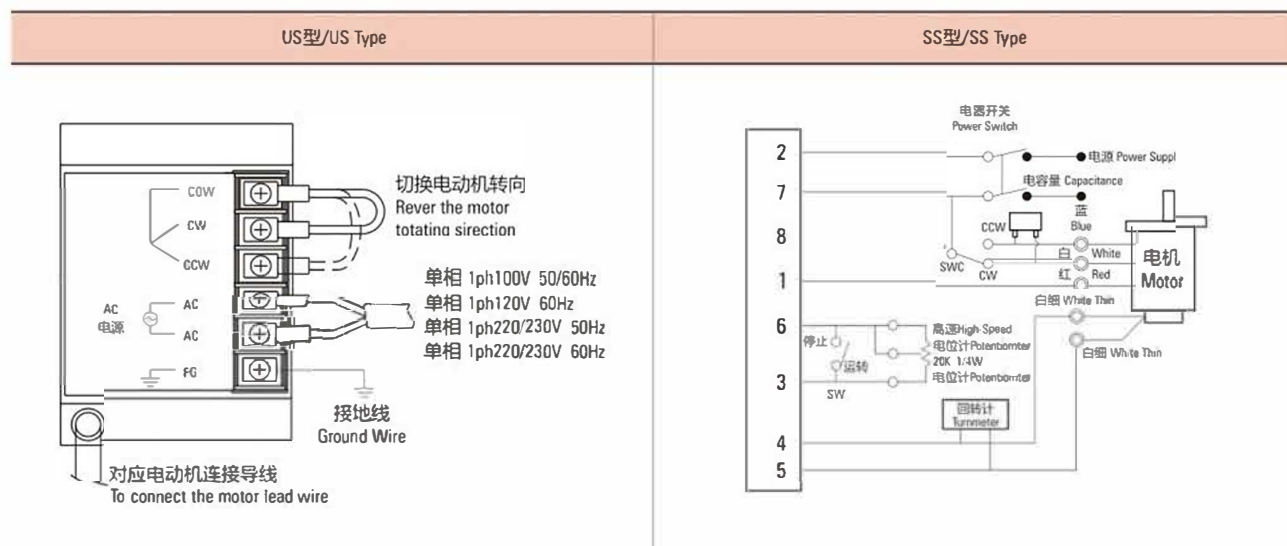 US型/US Type
SS型/SS Type
COW
CW
CCW
AC
AC
AC
电源
FG
切换电动机转向
Rever the motor
totating sirection
单相 1ph100V 50/60Hz
单相 1ph120V 60Hz
单相 1ph220/230V 50Hz
单相 1ph220/230V 60Hz
接地线
Ground Wire
对应电动机连接导线
To connect the motor lead wire
电器开关
Power Switch
2
电源 Power Suppl
7
电容量 Capacitance
蓝
Blue
8
CCW
白 White
SWC
CW
红 Red
1
电机
Motor
白细 White Thin
6
停止
高速High-Speed
电位计Potentiomter
20K 1/4W
电位计Potentiomter
运转
白细 White Thin
3
SW
回转计
Turnmeter
4
5